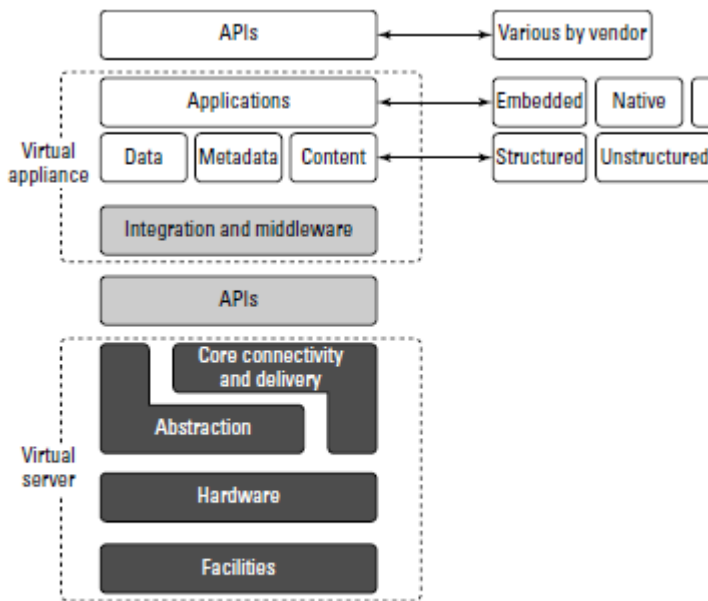 APIs
Various by vendor
Applications
Embedded
Native
Virtual
appliance
Data
Metadata
Content
Structured
Unstructured
Integration and middleware
APIs
Core connectivity
and delivery
Abstraction
Virtual
server
Hardware
Facilities